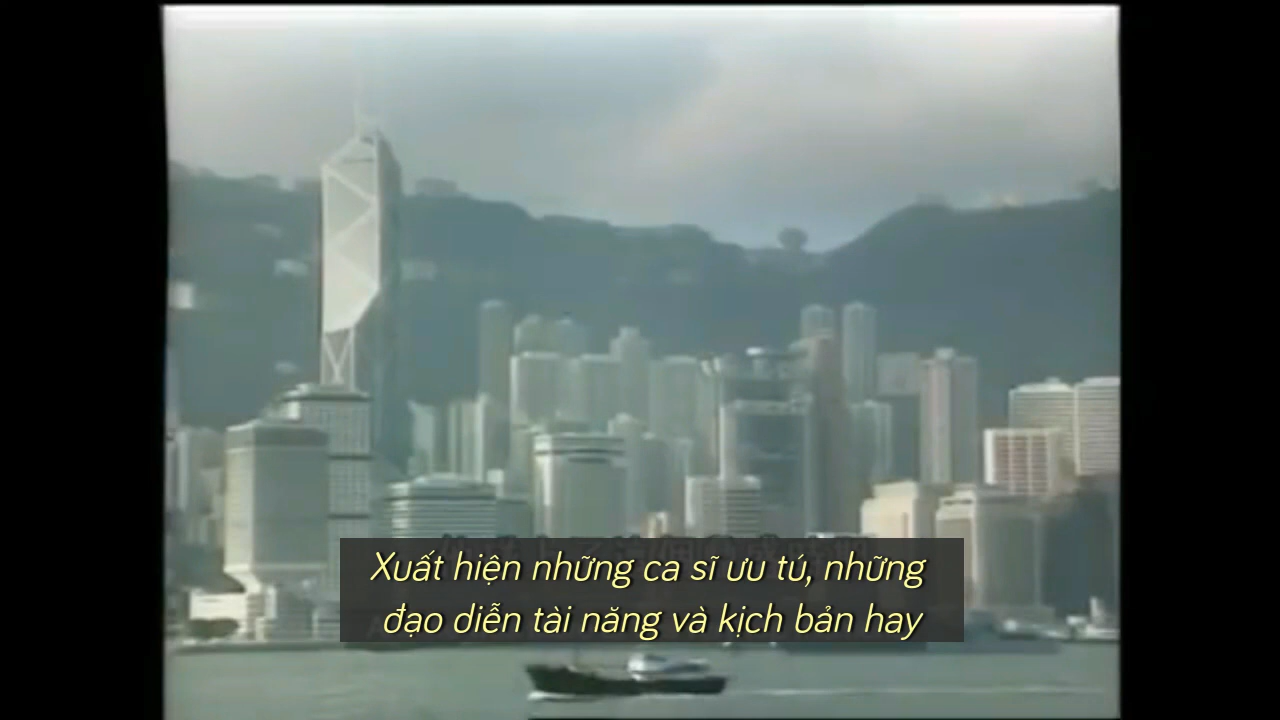 Xuất hiện những ca sĩ ưu tú, những
đạo diễn tài năng và kịch bản hay